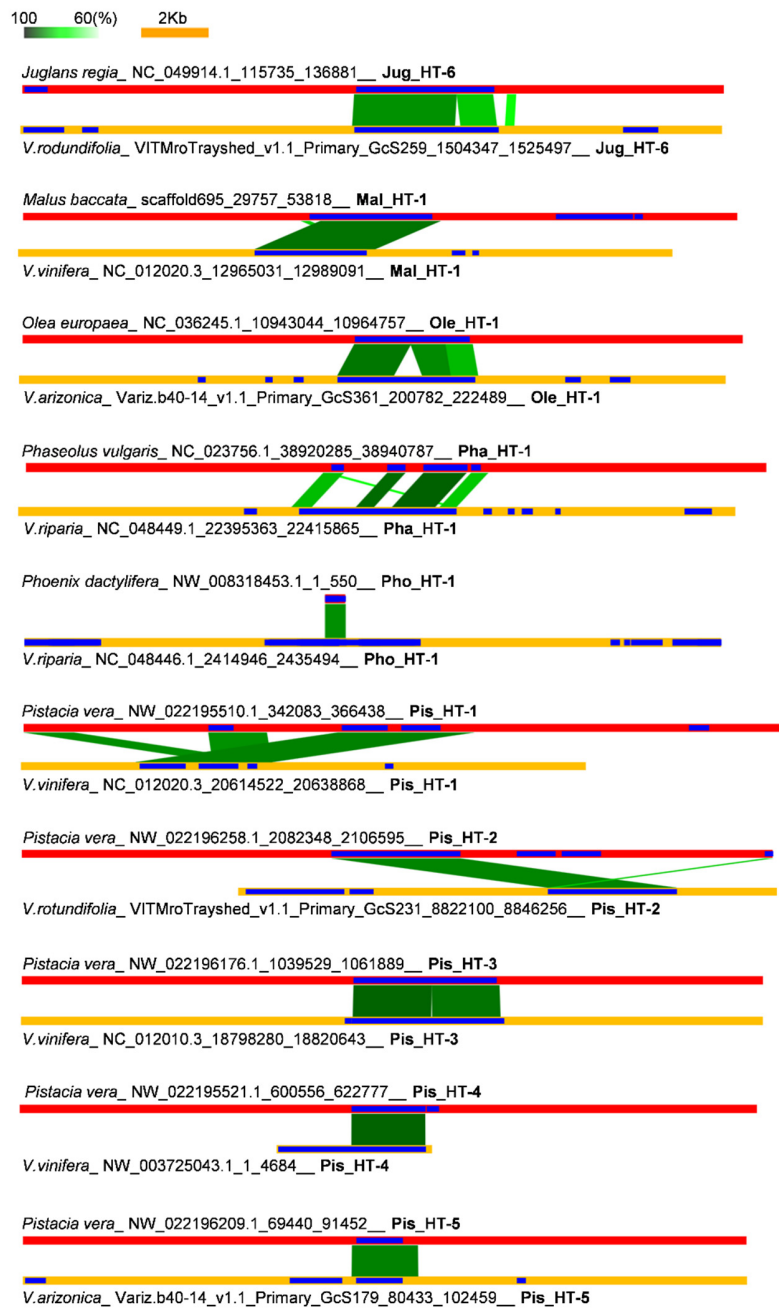 100 60(%) 2Kb
Juglans regia_ NC_049914.1_115735_136881__ Jug_HT-6
V.rodundifolia_ VITMroTrayshed_v1.1_Primary_GcS259_1504347_1525497__ Jug_HT-6
Malus baccata_ scaffold695_29757_53818__ Mal_HT-1
V.vinifera_ NC_012020.3_12965031_12989091__ Mal_HT-1
Olea europaea_ NC_036245.1_10943044_10964757__ Ole_HT-1
V.arizonica_ Variz.b40-14_v1.1_Primary_GcS361_200782_222489__ Ole_HT-1
Phaseolus vulgaris_ NC_023756.1_38920285_38940787__ Pha_HT-1
V.riparia_ NC_048449.1_22395363_22415865__ Pha_HT-1
Phoenix dactylifera_ NW_008318453.1_1_550__ Pho_HT-1
V.riparia_ NC_048446.1_2414946_2435494__ Pho_HT-1
Pistacia vera_ NW_022195510.1_342083_366438__ Pis_HT-1
V.vinifera_ NC_012020.3_20614522_20638868__ Pis_HT-1
Pistacia vera_ NW_022196258.1_2082348_2106595__ Pis_HT-2
V.rotundifolia_ VITMroTrayshed_v1.1_Primary_GcS231_8822100_8846256__ Pis_HT-2
Pistacia vera_ NW_022196176.1_1039529_1061889__ Pis_HT-3
V.vinifera_ NC_012010.3_18798280_18820643__ Pis_HT-3
Pistacia vera_ NW_022195521.1_600556_622777__ Pis_HT-4
V.vinifera_ NW_003725043.1_1_4684__ Pis_HT-4
Pistacia vera_ NW_022196209.1_69440_91452__ Pis_HT-5
V.arizonica_ Variz.b40-14_v1.1_Primary_GcS179_80433_102459__ Pis_HT-5